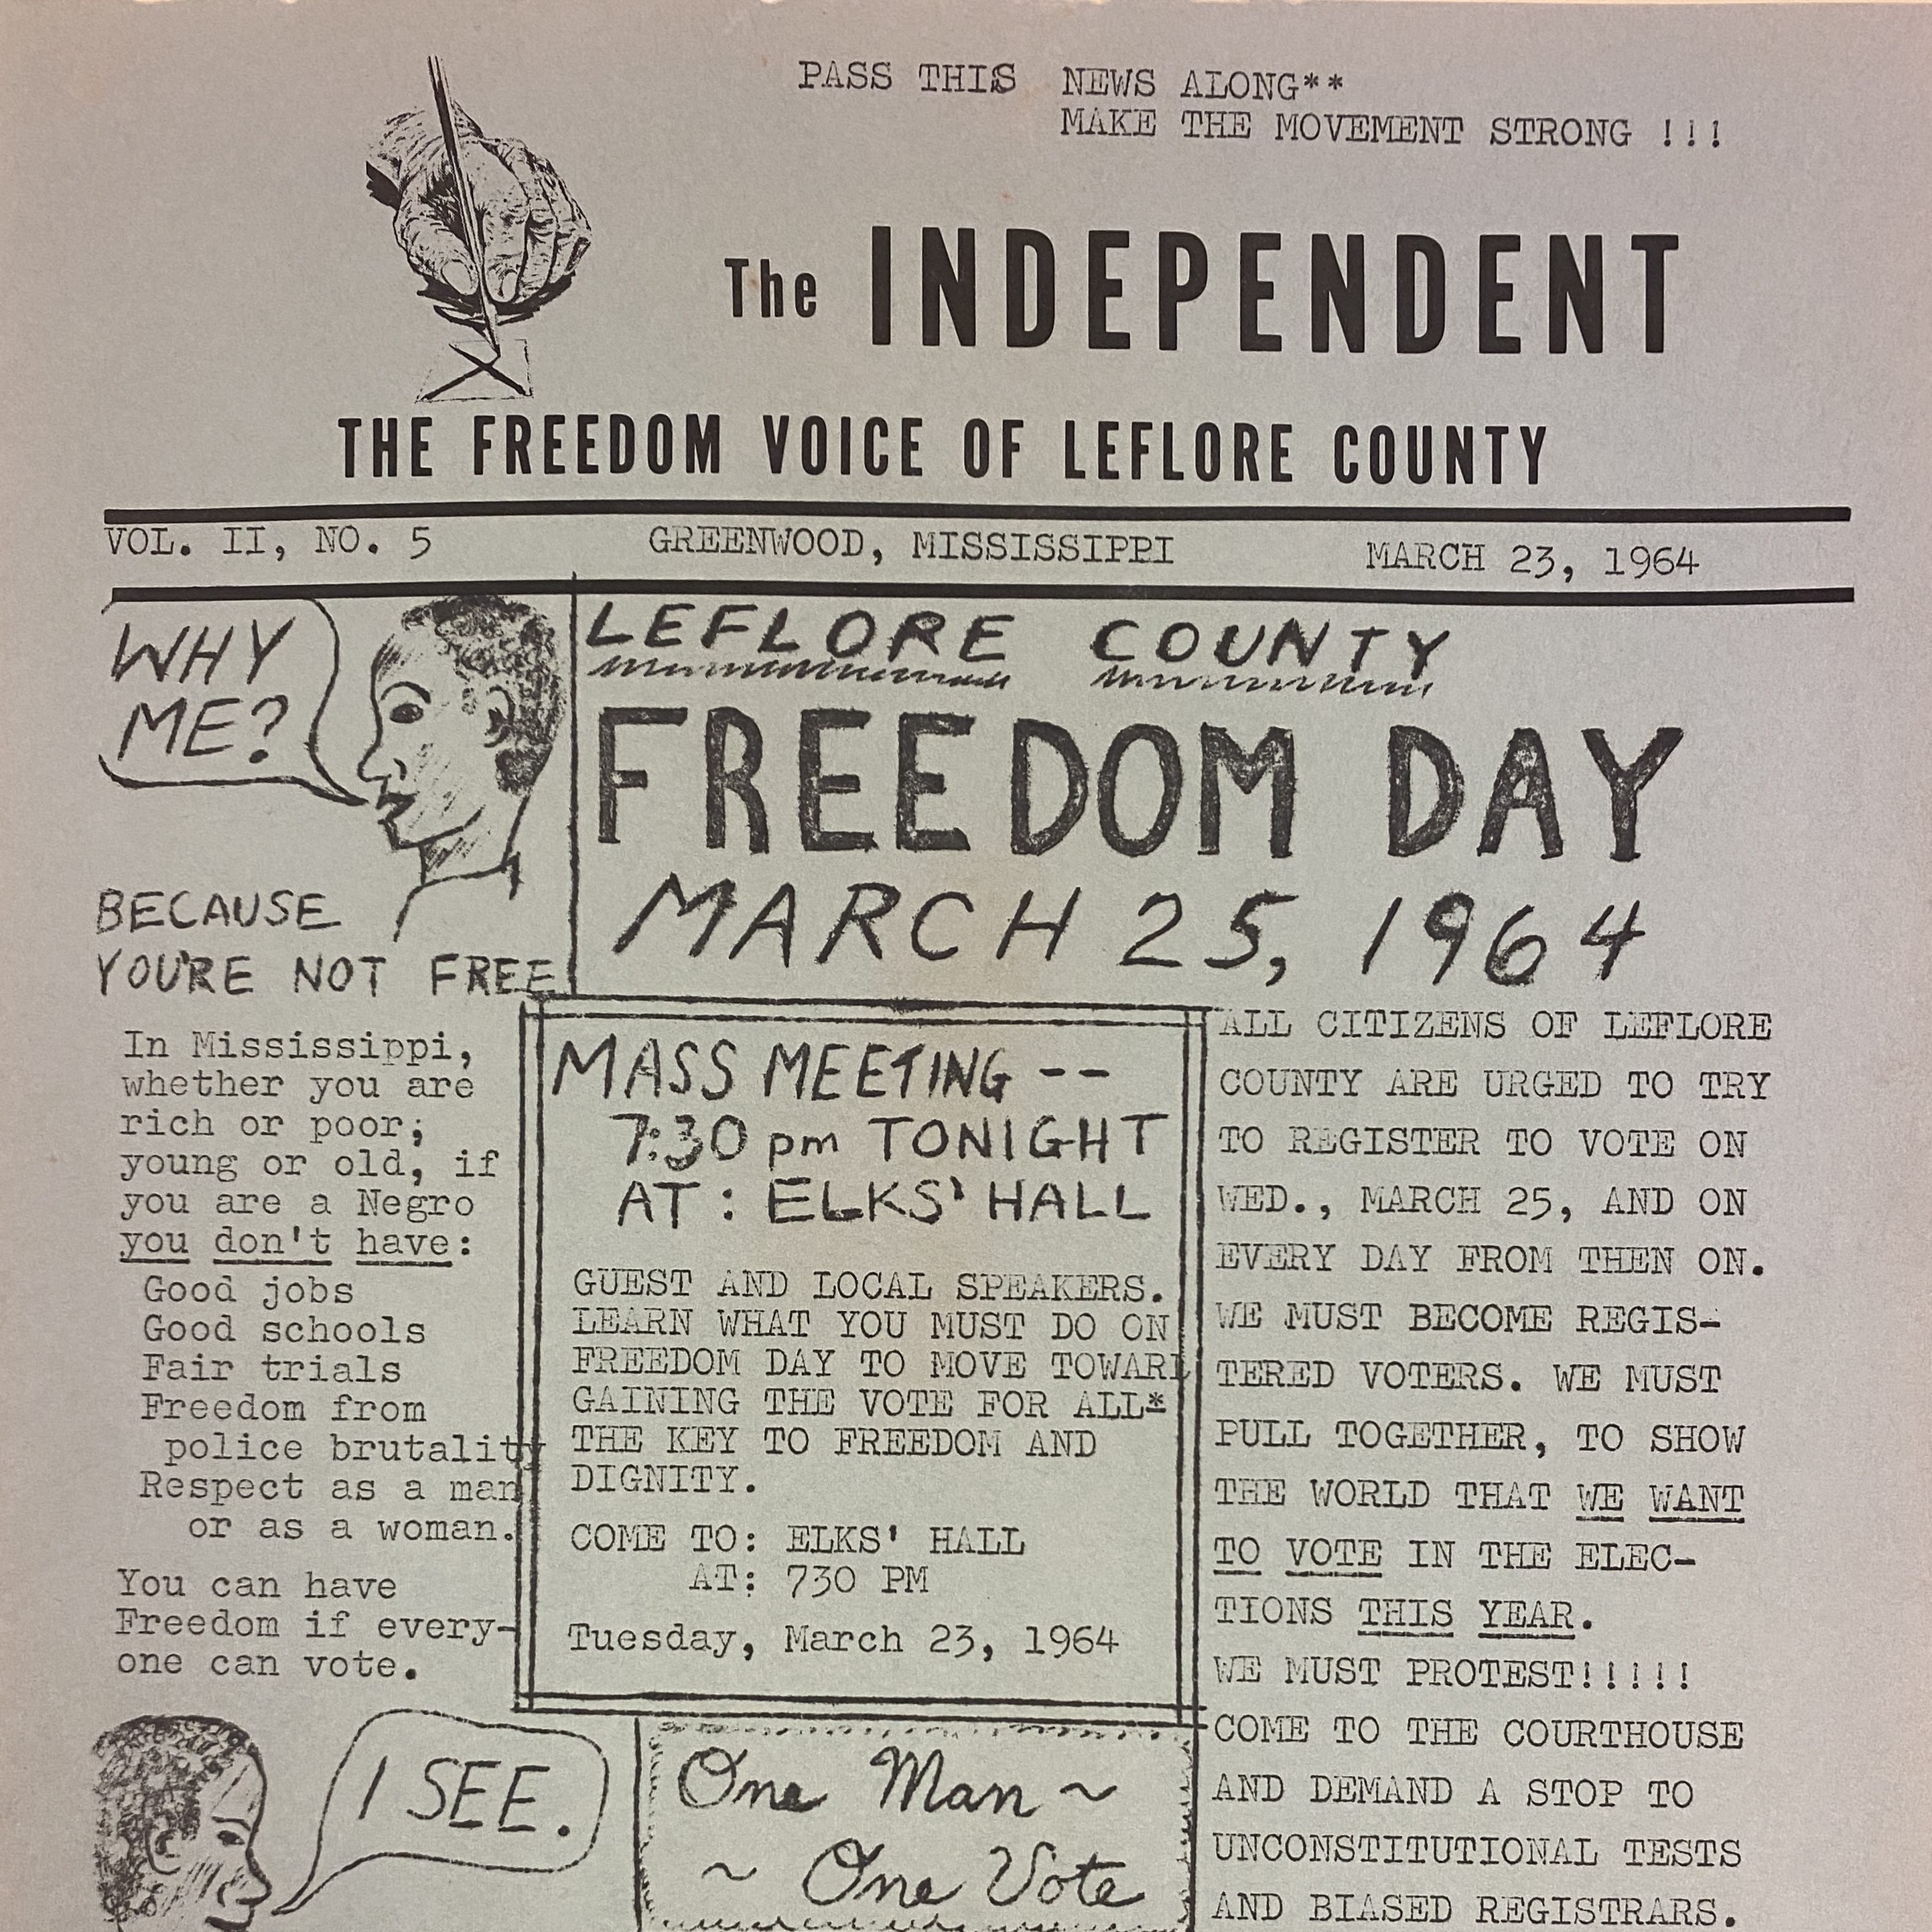 PASS THIS NEWS ALONG**
MAKE THE MOVEMENT STRONG !!!
The INDEPENDENT
THE FREEDOM VOICE OF LEFLORE COUNTY
VOL. II, NO. 5 GREENWOOD, MISSISSIPPI MARCH 23, 1964
WHY
ME?
BECAUSE
YOU'RE NOT FREE
In Mississippi,
whether you are
rich or poor;
young or old, if
you are a Negro
you don't have:
Good jobs
Good schools
Fair trials
Freedom from
police brutality
Respect as a man
or as a woman.
You can have
Freedom if every-
one can vote.
I SEE.
LEFLORE COUNTY
FREEDOM DAY
MARCH 25, 1964
MASS MEETING --
7:30 pm TONIGHT
AT: ELKS' HALL
GUEST AND LOCAL SPEAKERS.
LEARN WHAT YOU MUST DO ON
FREEDOM DAY TO MOVE TOWARD
GAINING THE VOTE FOR ALL*
THE KEY TO FREEDOM AND
DIGNITY.
COME TO: ELKS' HALL
AT: 730 PM
Tuesday, March 23, 1964
One Man ~
~ One Vote
ALL CITIZENS OF LEFLORE
COUNTY ARE URGED TO TRY
TO REGISTER TO VOTE ON
WED., MARCH 25, AND ON
EVERY DAY FROM THEN ON.
WE MUST BECOME REGIS-
TERED VOTERS. WE MUST
PULL TOGETHER, TO SHOW
THE WORLD THAT WE WANT
TO VOTE IN THE ELEC-
TIONS THIS YEAR.
WE MUST PROTEST!!!!!
COME TO THE COURTHOUSE
AND DEMAND A STOP TO
UNCONSTITUTIONAL TESTS
AND BIASED REGISTRARS.